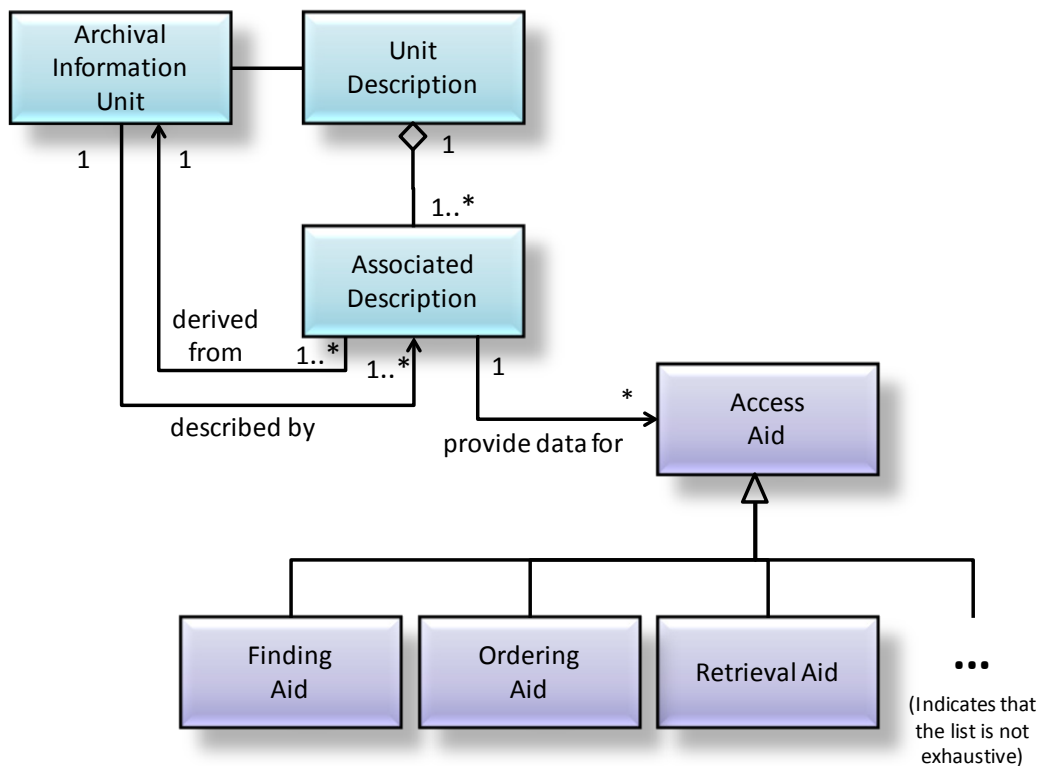 Archival
Information
Unit
Unit
Description
1
1
1
1..*
Associated
Description
derived
from
1..*
1..*
1
described by
provide data for
*
Access
Aid
Finding
Aid
Ordering
Aid
Retrieval Aid
...
(Indicates that
the list is not
exhaustive)